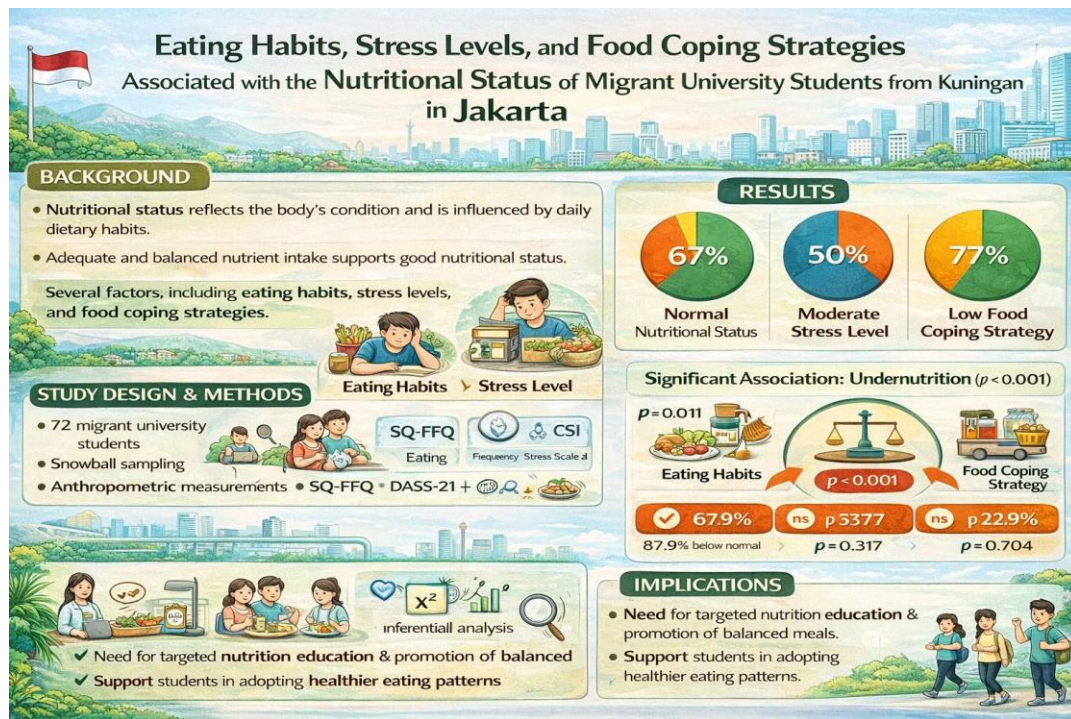 Eating Habits, Stress Levels, and Food Coping Strategies
Associated with the Nutritional Status of Migrant University Students from Kuningan
in Jakarta
BACKGROUND
• Nutritional status reflects the body's condition and is influenced by daily
dietary habits.
• Adequate and balanced nutrient intake supports good nutritional status.
Several factors, including eating habits, stress levels,
and food coping strategies.
Eating Habits
Stress Level
STUDY DESIGN & METHODS
• 72 migrant university
students
• Snowball sampling
• Anthropometric measurements • SQ-FFQ * DASS-21 +
SQ-FFQ
Eating
CSI
Frequency Stress Scale
inferentiall analysis
X²
✔ Need for targeted nutrition education & promotion of balanced
✔ Support students in adopting healthier eating patterns
RESULTS
67%
50%
77%
Normal
Nutritional Status
Moderate
Stress Level
Low Food
Coping Strategy
Significant Association: Undernutrition (p < 0.001)
p=0.011
Eating Habits
p < 0.001
Food Coping
Strategy
67.9%
ns p 5377
ns p 22.9%
87.9% below normal
p=0.317
p=0.704
IMPLICATIONS
• Need for targeted nutrition education &
promotion of balanced meals.
• Support students in adopting
healthier eating patterns.